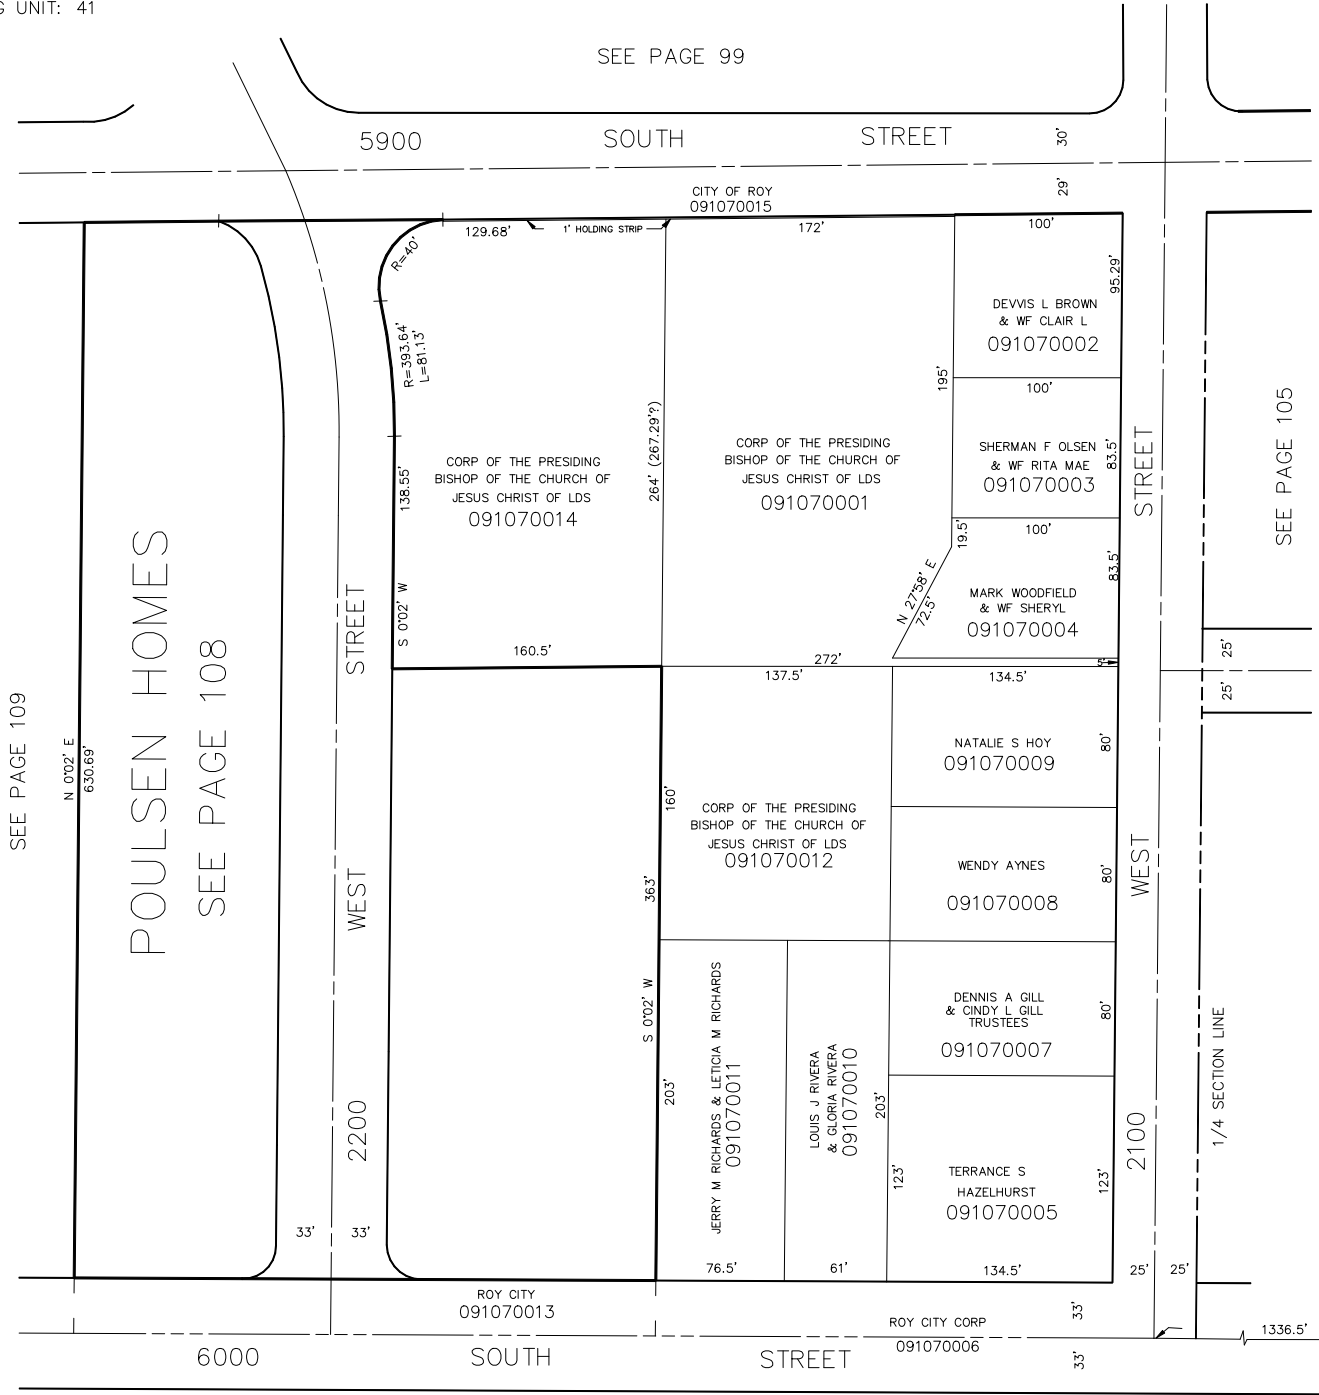 G UNIT: 41
SEE PAGE 99
5900 SOUTH STREET
30'
29'
CITY OF ROY
091070015
129.68'
1' HOLDING STRIP
172'
100'
R=40'
95.29'
DEVVIS L BROWN
& WF CLAIR L
091070002
R=393.64'
L=81.13'
195'
100'
264' (267.29'?)
SEE PAGE 105
CORP OF THE PRESIDING
BISHOP OF THE CHURCH OF
JESUS CHRIST OF LDS
091070014
138.55'
CORP OF THE PRESIDING
BISHOP OF THE CHURCH OF
JESUS CHRIST OF LDS
091070001
SHERMAN F OLSEN
& WF RITA MAE
091070003
83.5'
19.5'
100'
83.5'
N 27°58' E
72.5'
MARK WOODFIELD
& WF SHERYL
091070004
S 0°02' W
160.5'
272'
5'
137.5'
134.5'
25'
25'
POULSEN HOMES
SEE PAGE 108
SEE PAGE 109
N 0°02' E
630.69'
2200 WEST STREET
2100 WEST STREET
NATALIE S HOY
091070009
80'
160'
CORP OF THE PRESIDING
BISHOP OF THE CHURCH OF
JESUS CHRIST OF LDS
091070012
363'
WENDY AYNES
091070008
80'
S 0°02' W
JERRY M RICHARDS & LETICIA M RICHARDS
091070011
203'
LOUIS J RIVERA
& GLORIA RIVERA
091070010
203'
DENNIS A GILL
& CINDY L GILL
TRUSTEES
091070007
80'
1/4 SECTION LINE
TERRANCE S
HAZELHURST
091070005
123'
123'
33'
33'
76.5'
61'
134.5'
25'
25'
ROY CITY
091070013
ROY CITY CORP
091070006
33'
33'
1336.5'
6000 SOUTH STREET